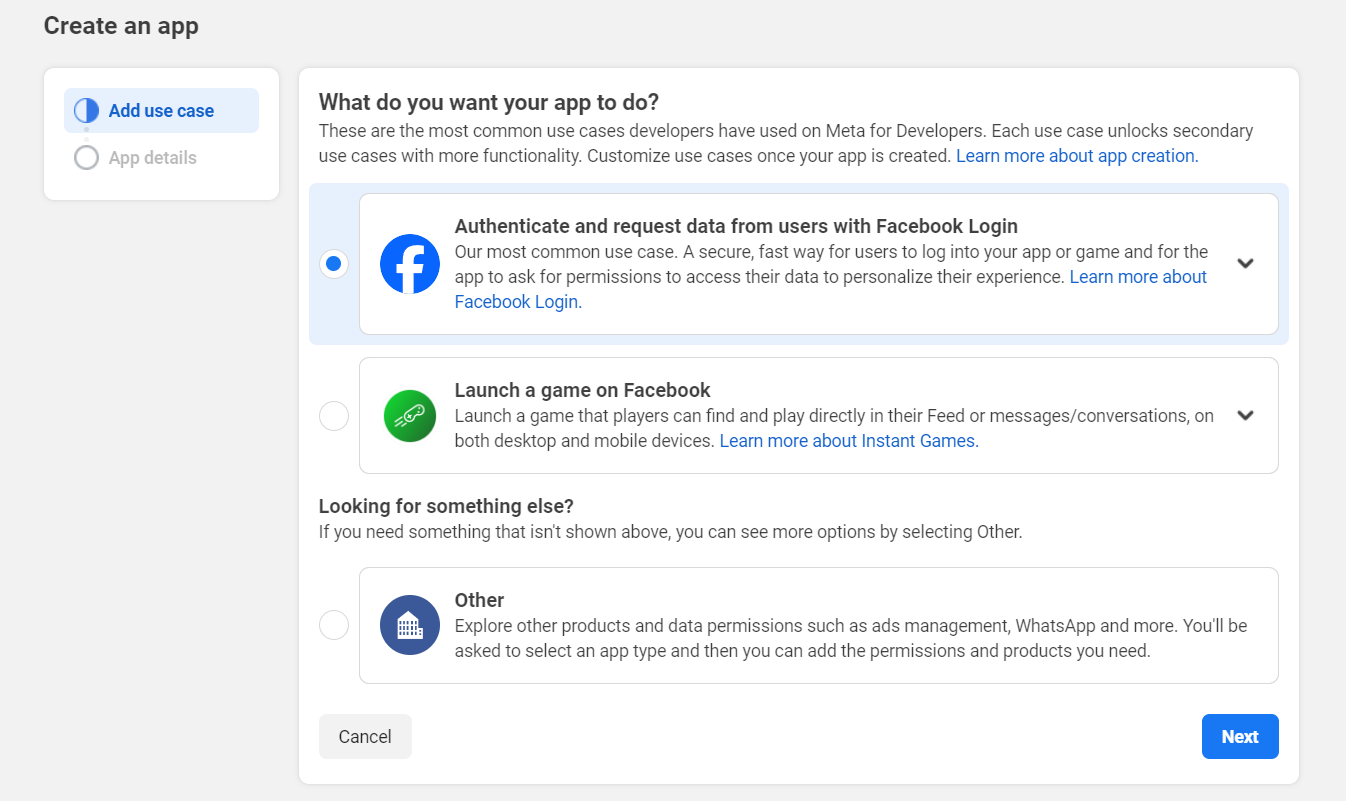 Create an app
Add use case
App details
What do you want your app to do?
These are the most common use cases developers have used on Meta for Developers. Each use case unlocks secondary
use cases with more functionality. Customize use cases once your app is created. Learn more about app creation.
Authenticate and request data from users with Facebook Login
Our most common use case. A secure, fast way for users to log into your app or game and for the
app to ask for permissions to access their data to personalize their experience. Learn more about
Facebook Login.
Launch a game on Facebook
Launch a game that players can find and play directly in their Feed or messages/conversations, on
both desktop and mobile devices. Learn more about Instant Games.
Looking for something else?
If you need something that isn't shown above, you can see more options by selecting Other.
Other
Explore other products and data permissions such as ads management, WhatsApp and more. You'll be
asked to select an app type and then you can add the permissions and products you need.
Cancel
Next